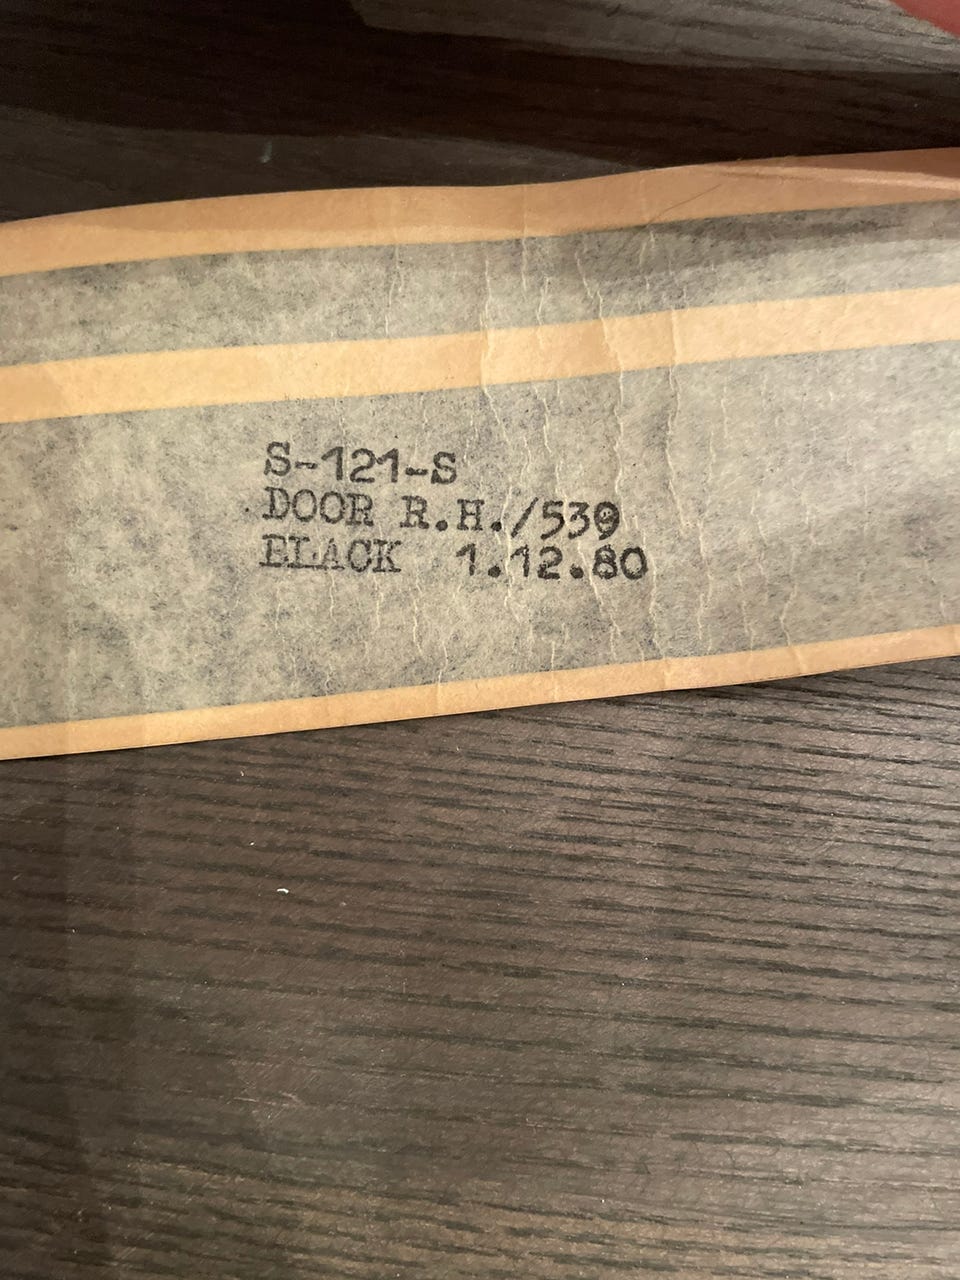 S-121-S
DOOR R.H./539
BLACK 1.12.80